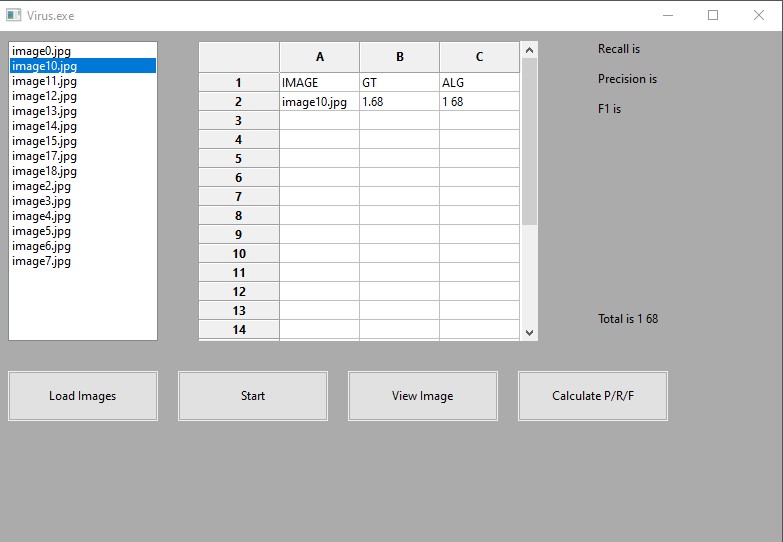 Virus.exe
image0.jpg
image10.jpg
image11.jpg
image12.jpg
image13.jpg
image14.jpg
image15.jpg
image17.jpg
image18.jpg
image2.jpg
image3.jpg
image4.jpg
image5.jpg
image6.jpg
image7.jpg
A B C
1 IMAGE GT ALG
2 image10.jpg 1.68 1 68
3
4
5
6
7
8
9
10
11
12
13
14
Recall is
Precision is
F1 is
Total is 1 68
Load Images
Start
View Image
Calculate P/R/F